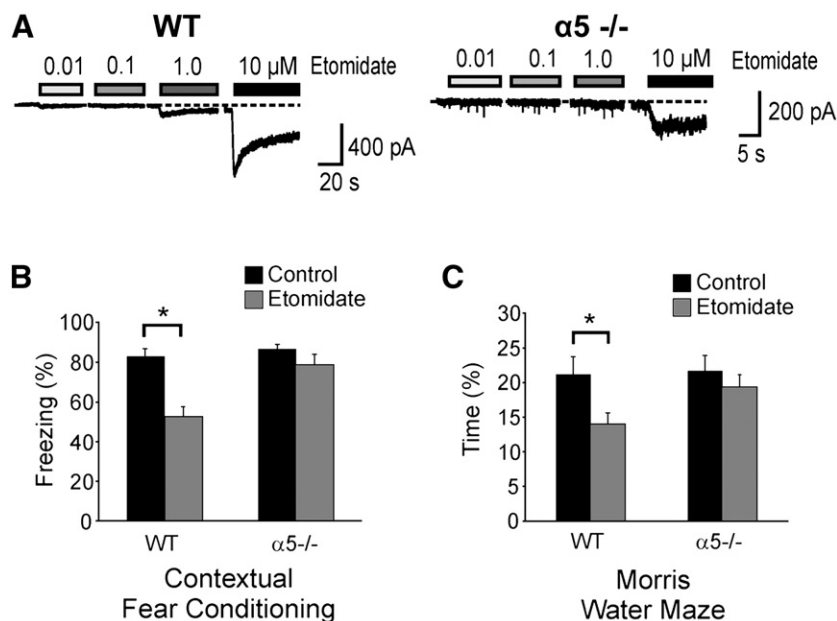 A
WT
0.01 0.1 1.0 10 µM Etomidate
400 pA
20 s
α5 -/-
0.01 0.1 1.0 10 µM Etomidate
200 pA
5 s
B
Control
Etomidate
*
100
80
60
40
20
0
Freezing (%)
WT α5-/-
Contextual
Fear Conditioning
C
Control
Etomidate
*
30
25
20
15
10
5
0
Time (%)
WT α5-/-
Morris
Water Maze